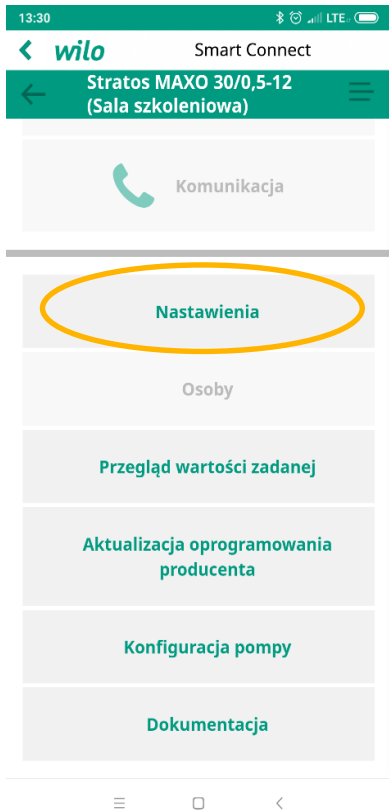 13:30 LTE
wilo Smart Connect
Stratos MAXO 30/0,5-12
(Sala szkoleniowa)
Komunikacja
Nastawienia
Osoby
Przegląd wartości zadanej
Aktualizacja oprogramowania
producenta
Konfiguracja pompy
Dokumentacja